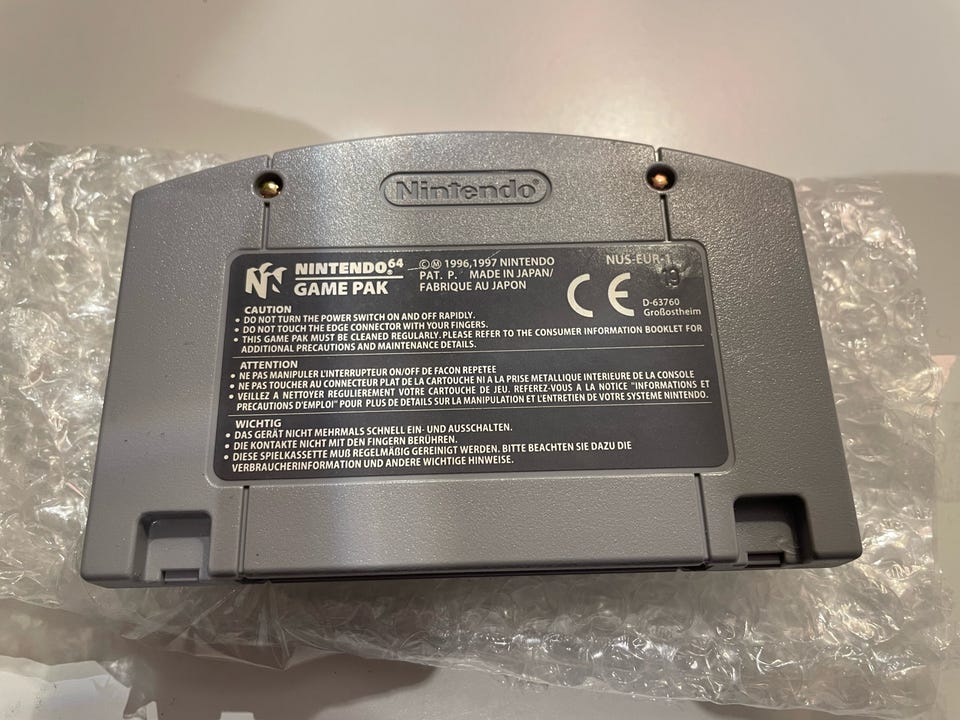 Nintendo®
NINTENDO64®
GAME PAK
©Ⓜ 1996,1997 NINTENDO
PAT. P. MADE IN JAPAN/
FABRIQUE AU JAPON
NUS-EUR-1
19
CE
D-63760
Großostheim
CAUTION
• DO NOT TURN THE POWER SWITCH ON AND OFF RAPIDLY.
• DO NOT TOUCH THE EDGE CONNECTOR WITH YOUR FINGERS.
• THIS GAME PAK MUST BE CLEANED REGULARLY. PLEASE REFER TO THE CONSUMER INFORMATION BOOKLET FOR
ADDITIONAL PRECAUTIONS AND MAINTENANCE DETAILS.
ATTENTION
• NE PAS MANIPULER L'INTERRUPTEUR ON/OFF DE FACON REPETEE
• NE PAS TOUCHER AU CONNECTEUR PLAT DE LA CARTOUCHE NI A LA PRISE METALLIQUE INTERIEURE DE LA CONSOLE
• VEILLEZ A NETTOYER REGULIEREMENT VOTRE CARTOUCHE DE JEU. REFEREZ-VOUS A LA NOTICE "INFORMATIONS ET
PRECAUTIONS D'EMPLOI" POUR PLUS DE DETAILS SUR LA MANIPULATION ET L'ENTRETIEN DE VOTRE SYSTEME NINTENDO.
WICHTIG
• DAS GERÄT NICHT MEHRMALS SCHNELL EIN- UND AUSSCHALTEN.
• DIE KONTAKTE NICHT MIT DEN FINGERN BERÜHREN.
• DIESE SPIELKASSETTE MUß REGELMÄßIG GEREINIGT WERDEN. BITTE BEACHTEN SIE DAZU DIE
VERBRAUCHERINFORMATION UND ANDERE WICHTIGE HINWEISE.